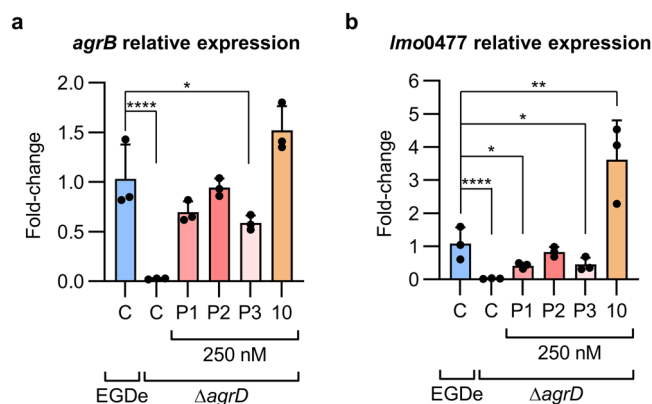 a
agrB relative expression
Fold-change
2.0
1.5
1.0
0.5
0.0
*
****
C C P1 P2 P3 10
250 nM
EGDe ΔagrD
b
lmo0477 relative expression
Fold-change
6
5
4
3
2
1
0
**
*
*
****
C C P1 P2 P3 10
250 nM
EGDe ΔagrD